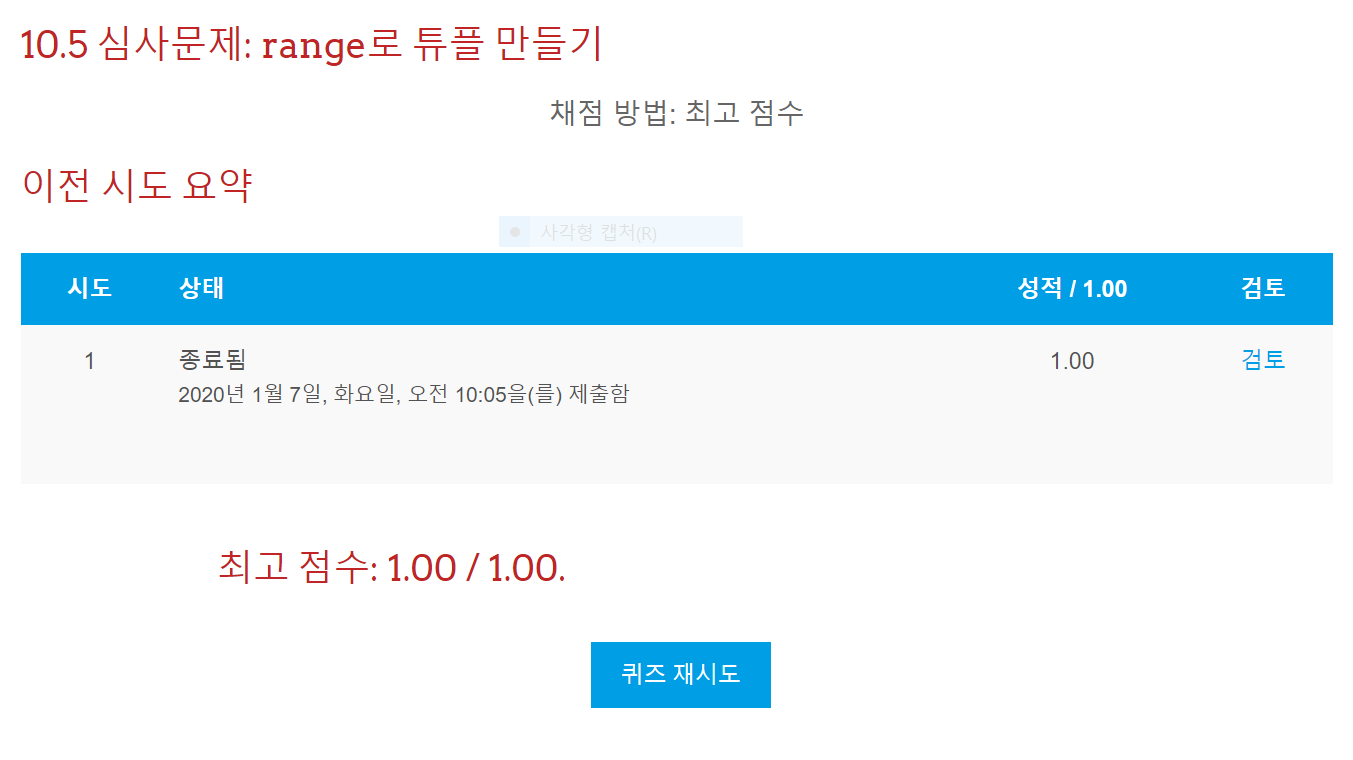 10.5 심사문제: range로 튜플 만들기
채점 방법: 최고 점수
이전 시도 요약
사각형 캡처(R)
시도 상태 성적 / 1.00 검토
1 종료됨 1.00 검토
2020년 1월 7일, 화요일, 오전 10:05을(를) 제출함
최고 점수: 1.00 / 1.00.
퀴즈 재시도